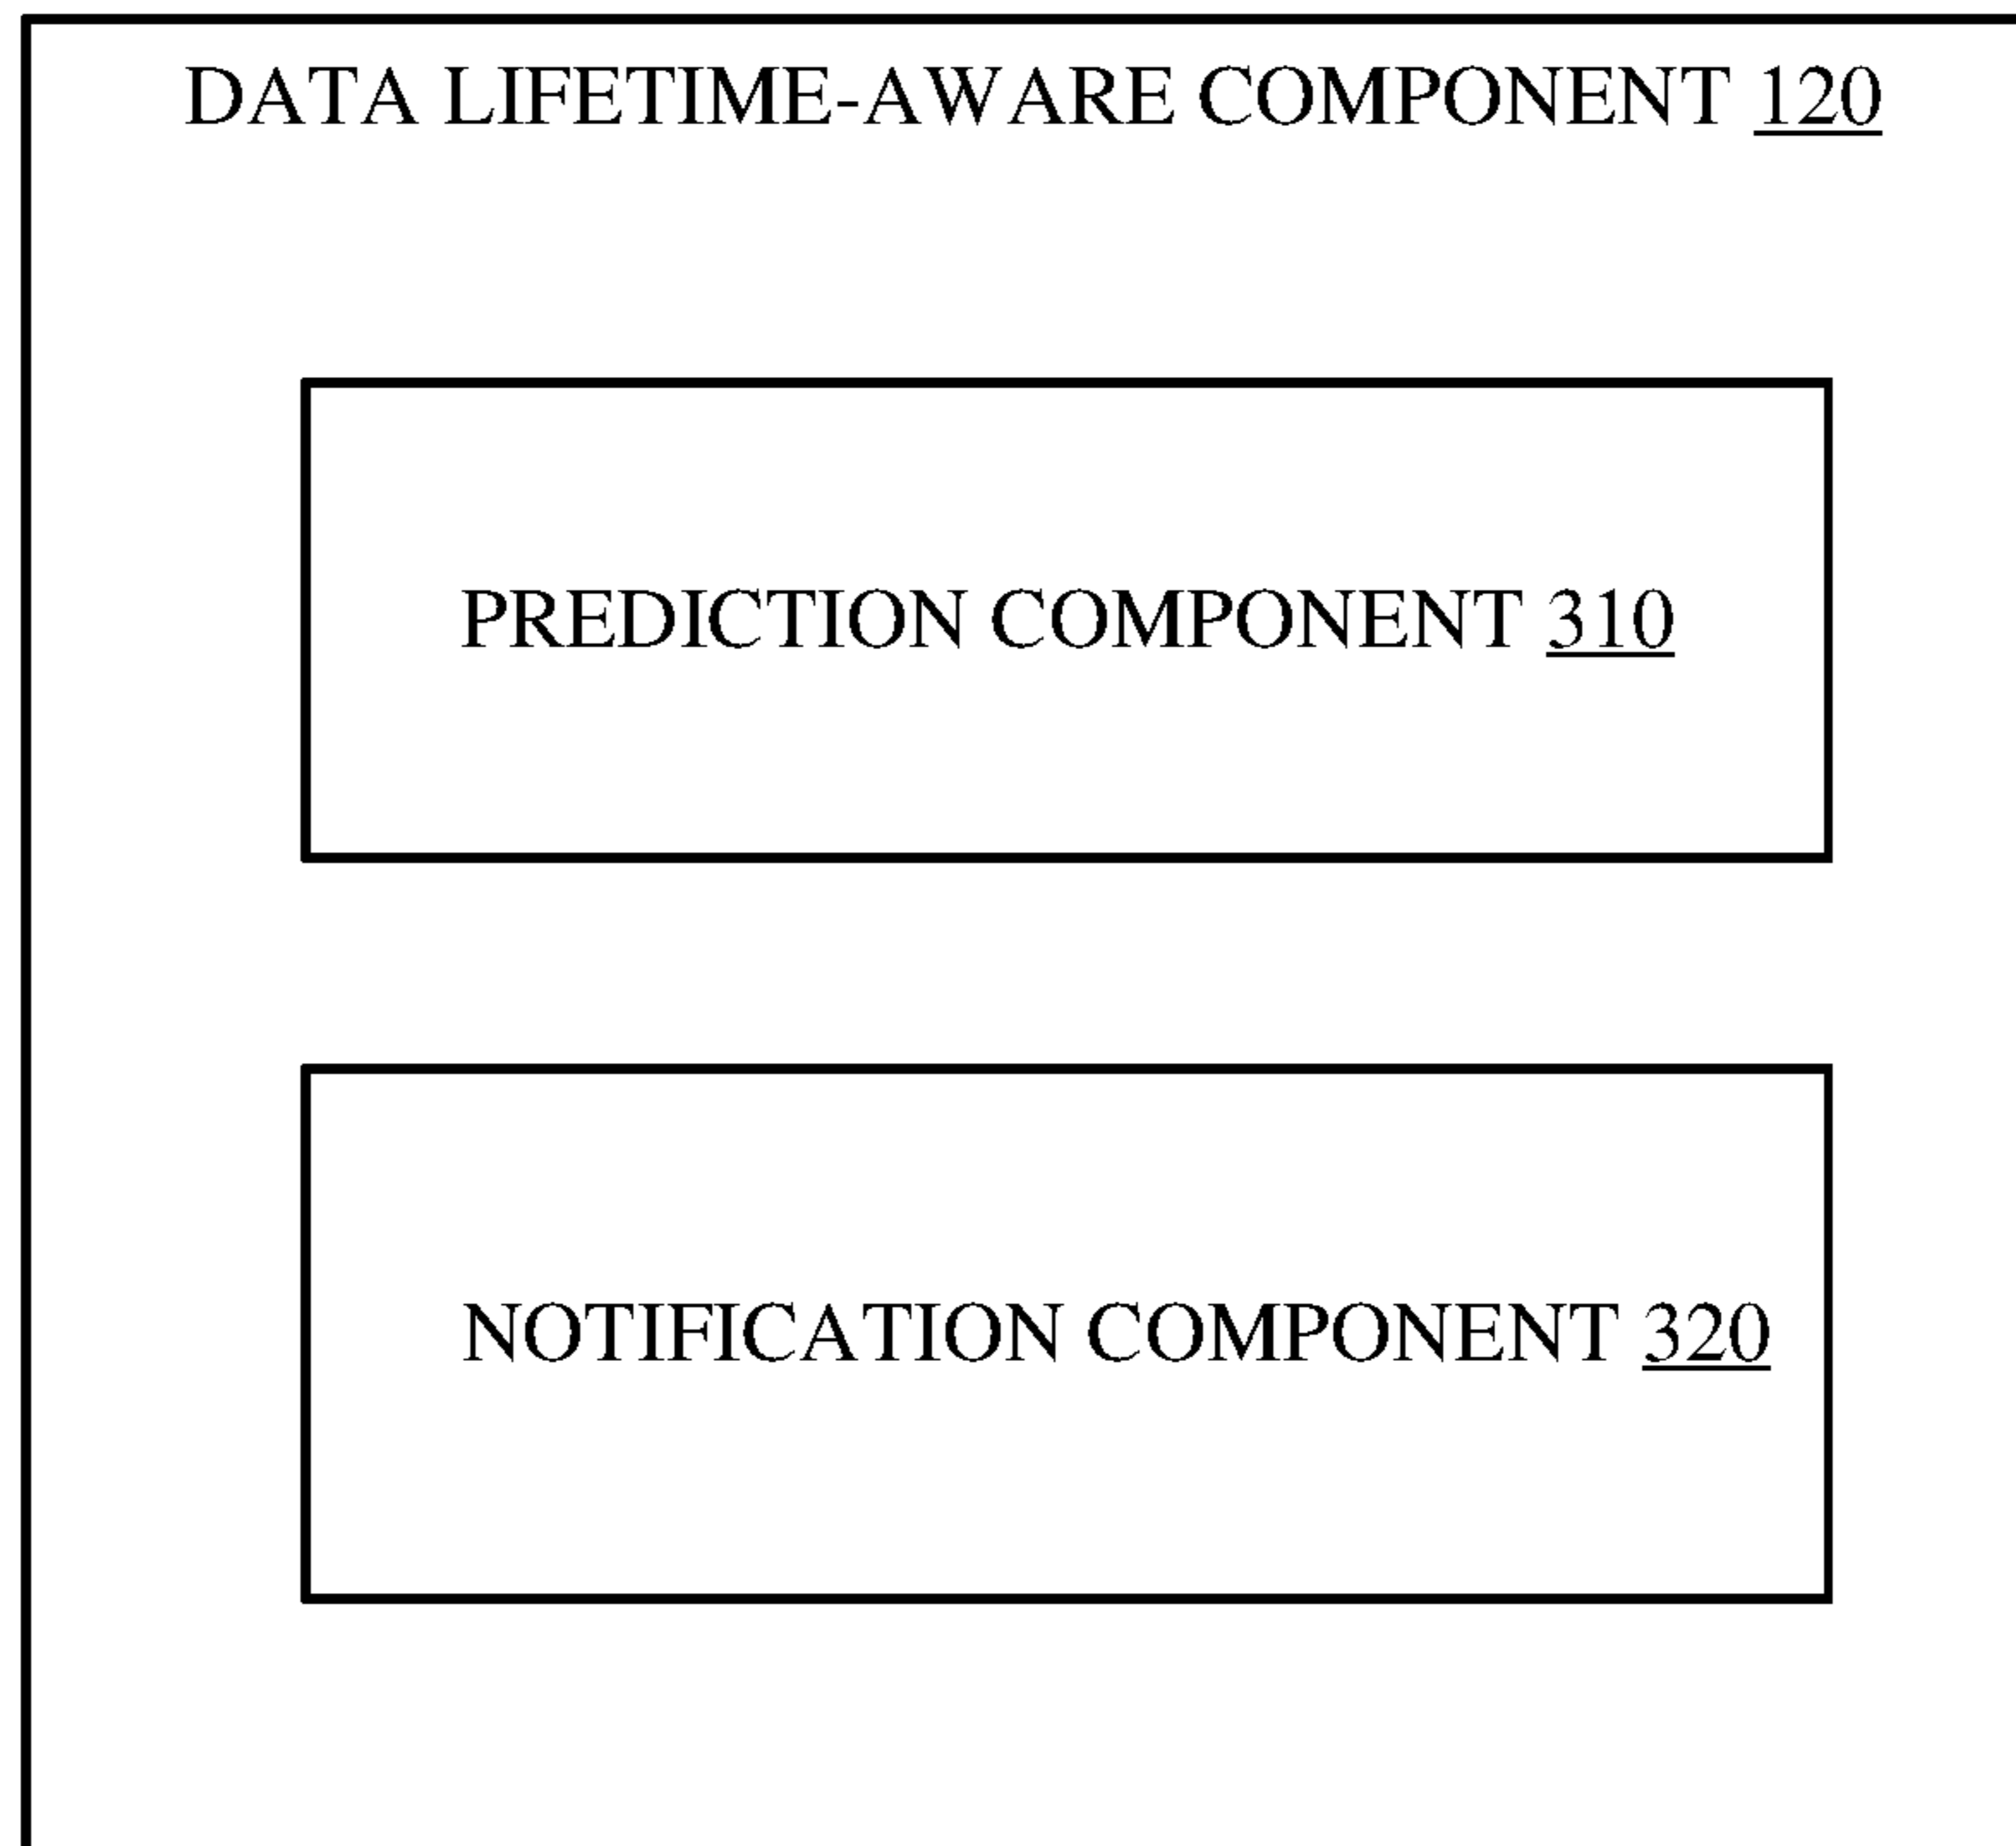 DATA LIFETIME-AWARE COMPONENT 120
PREDICTION COMPONENT 310
NOTIFICATION COMPONENT 320